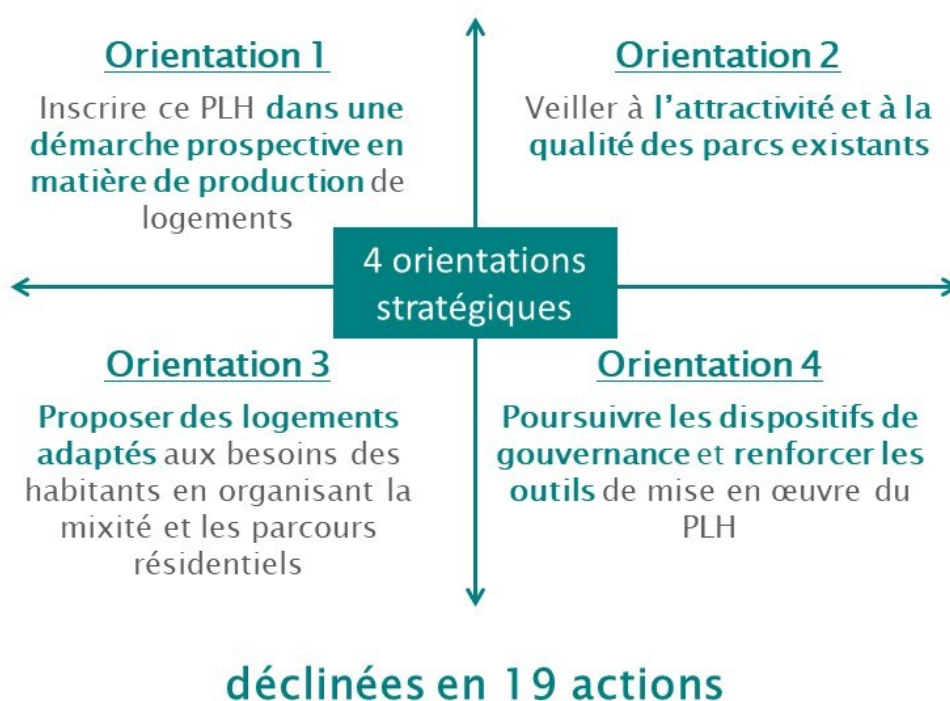 Orientation 1
Inscrire ce PLH dans une
démarche prospective en
matière de production de
logements
Orientation 2
Veiller à l’attractivité et à la
qualité des parcs existants
4 orientations
stratégiques
Orientation 3
Proposer des logements
adaptés aux besoins des
habitants en organisant la
mixité et les parcours
résidentiels
Orientation 4
Poursuivre les dispositifs de
gouvernance et renforcer les
outils de mise en œuvre du
PLH
déclinées en 19 actions